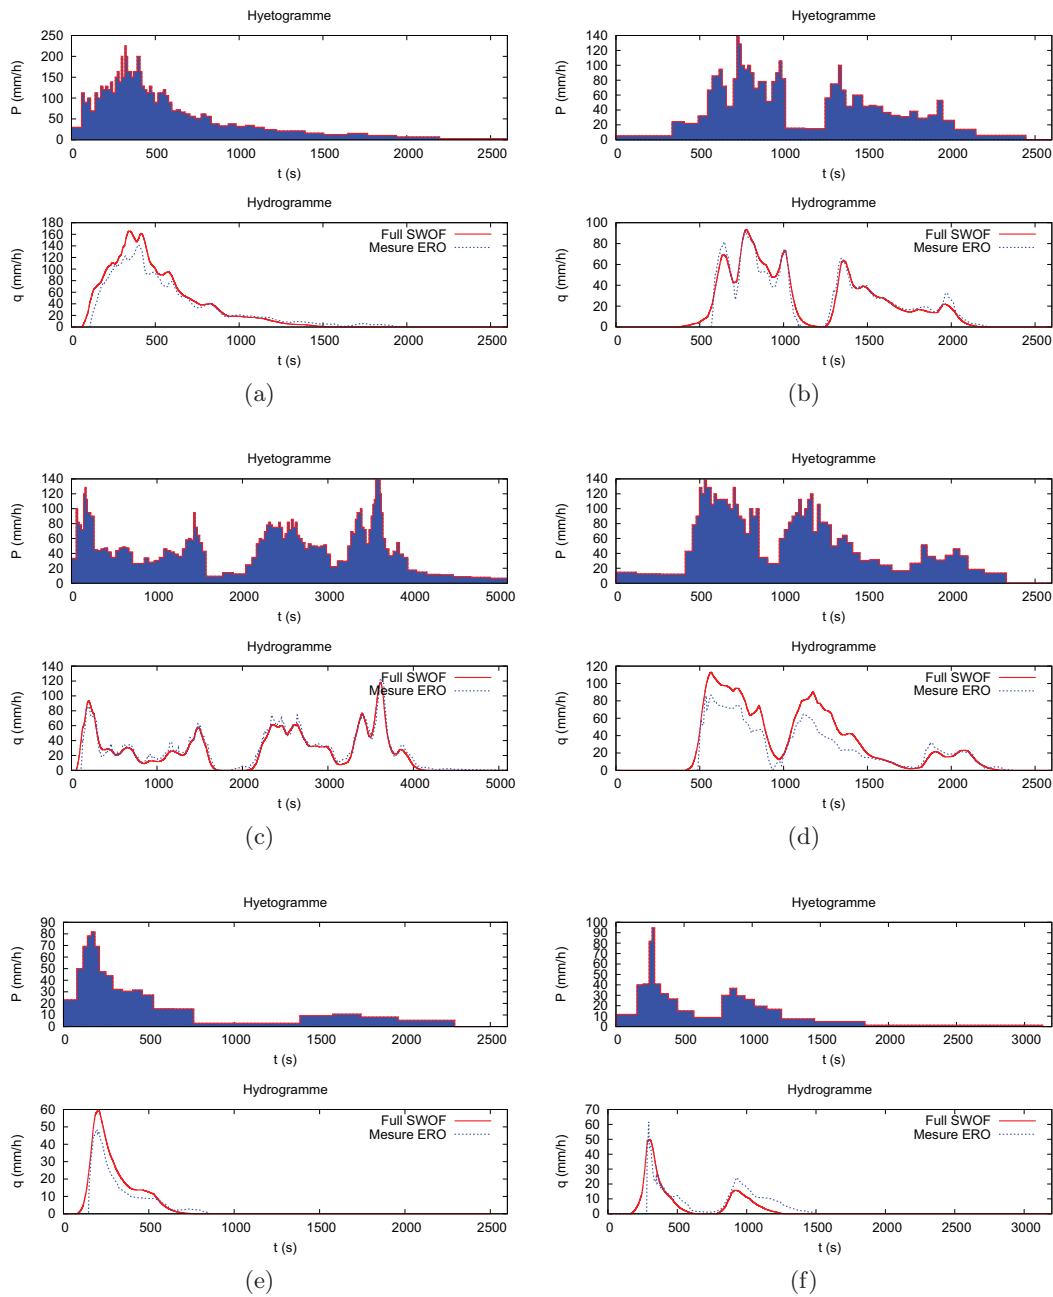 Hyetogramme
P (mm/h)
250
200
150
100
50
0
0 500 1000 1500 2000 2500
t (s)
Hydrogramme
q (mm/h)
180
160
140
120
100
80
60
40
20
0
Full SWOF
Mesure ERO
0 500 1000 1500 2000 2500
t (s)
(a)
Hyetogramme
P (mm/h)
140
120
100
80
60
40
20
0
0 500 1000 1500 2000 2500
t (s)
Hydrogramme
q (mm/h)
100
80
60
40
20
0
Full SWOF
Mesure ERO
0 500 1000 1500 2000 2500
t (s)
(b)
Hyetogramme
P (mm/h)
140
120
100
80
60
40
20
0
0 1000 2000 3000 4000 5000
t (s)
Hydrogramme
q (mm/h)
140
120
100
80
60
40
20
0
Full SWOF
Mesure ERO
0 1000 2000 3000 4000 5000
t (s)
(c)
Hyetogramme
P (mm/h)
140
120
100
80
60
40
20
0
0 500 1000 1500 2000 2500
t (s)
Hydrogramme
q (mm/h)
120
100
80
60
40
20
0
Full SWOF
Mesure ERO
0 500 1000 1500 2000 2500
t (s)
(d)
Hyetogramme
P (mm/h)
90
80
70
60
50
40
30
20
10
0
0 500 1000 1500 2000 2500
t (s)
Hydrogramme
q (mm/h)
60
50
40
30
20
10
0
Full SWOF
Mesure ERO
0 500 1000 1500 2000 2500
t (s)
(e)
Hyetogramme
P (mm/h)
100
90
80
70
60
50
40
30
20
10
0
0 500 1000 1500 2000 2500 3000
t (s)
Hydrogramme
q (mm/h)
70
60
50
40
30
20
10
0
Full SWOF
Mesure ERO
0 500 1000 1500 2000 2500 3000
t (s)
(f)